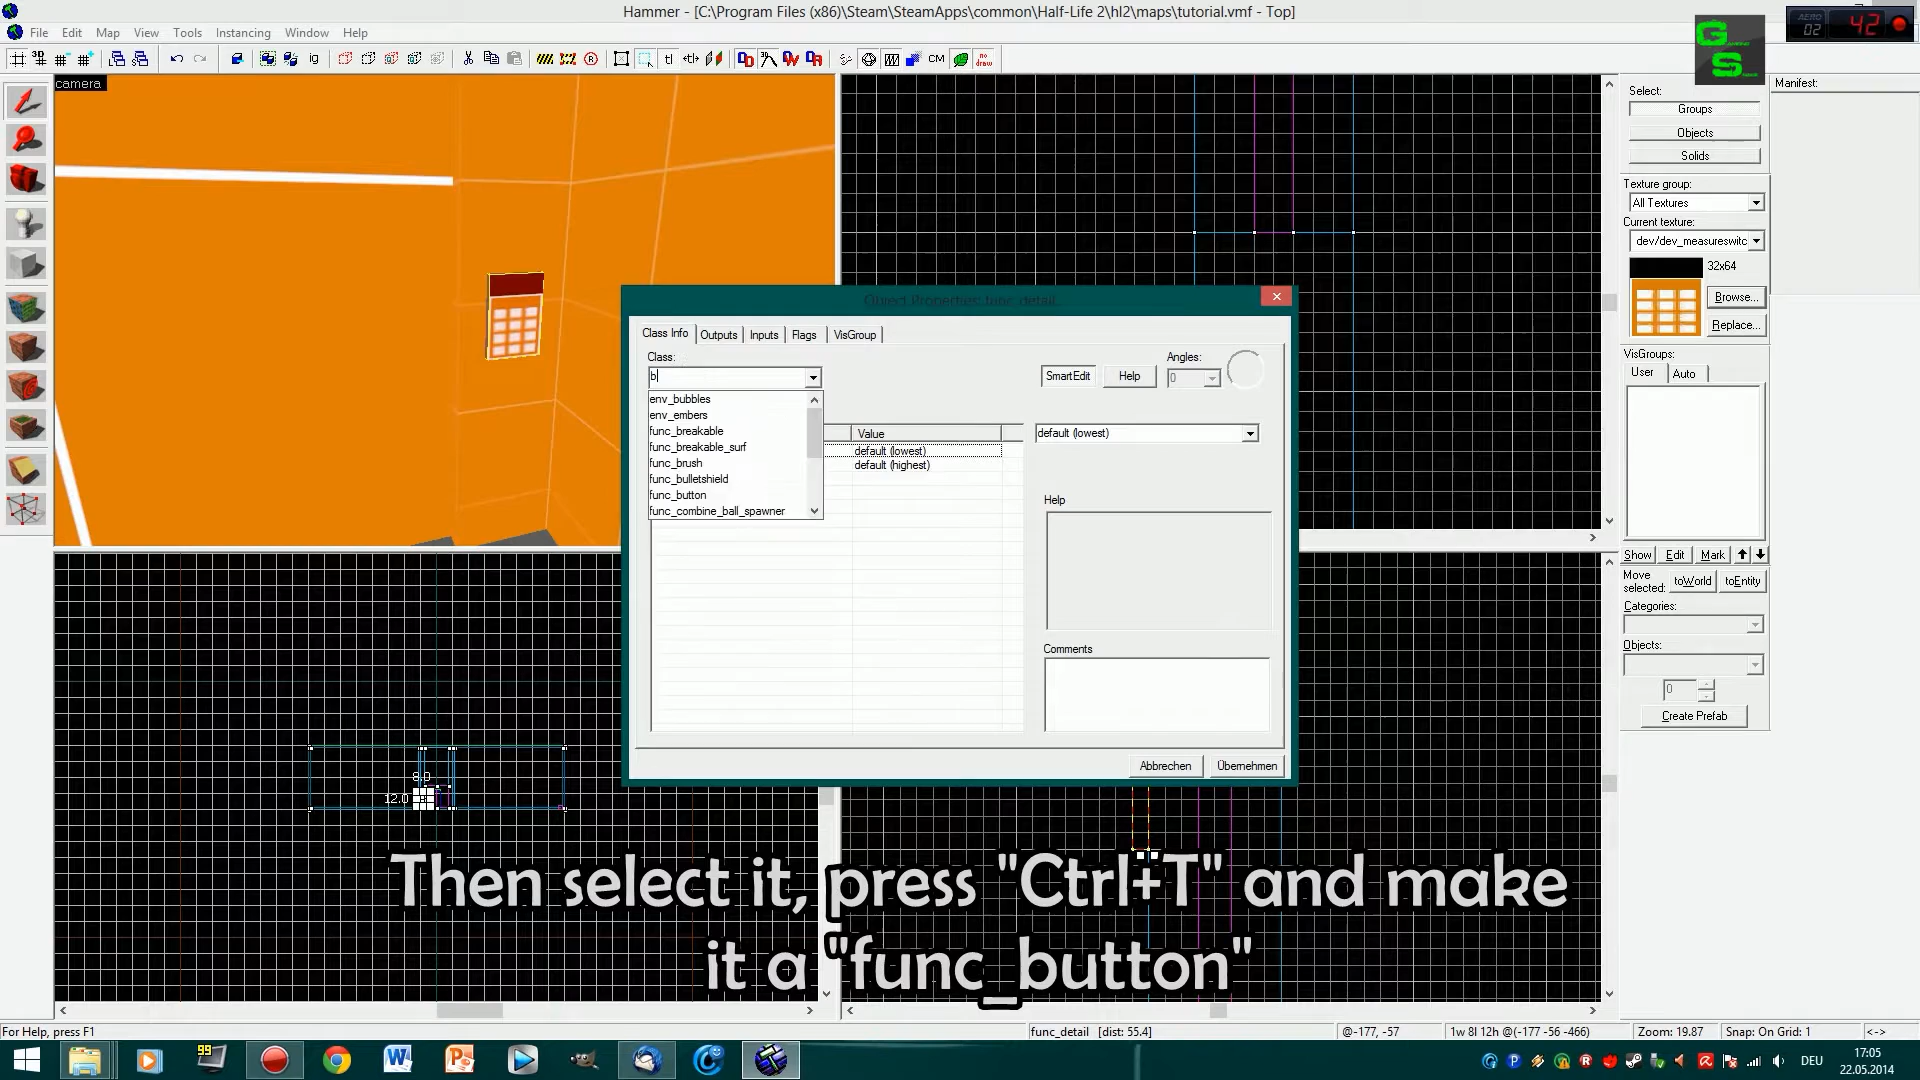 Hammer - [C:\Program Files (x86)\Steam\SteamApps\common\Half-Life 2\hl2\maps\tutorial.vmf - Top]
File Edit Map View Tools Instancing Window Help
G
S
42
02
camera
Select:
Groups
Objects
Solids
Manifest:
Texture group:
All Textures
Current texture:
dev/dev_measureswitc
32x64
Browse...
Replace...
VisGroups:
User Auto
Show Edit Mark
Move selected: toWorld toEntity
Categories:
Objects:
0
Create Prefab
Object Properties: func_detail
Class Info Outputs Inputs Flags VisGroup
Class:
b
SmartEdit Help
Angles:
0
env_bubbles
env_embers
func_breakable
func_breakable_surf
func_brush
func_bulletshield
func_button
func_combine_ball_spawner
Value
default (lowest)
default (highest)
default (lowest)
Help
Comments
Abbrechen Übernehmen
8.0
12.0
Then select it, press "Ctrl+T" and make
it a "func_button"
For Help, press F1
func_detail [dist: 55.4]
@-177, -57
1w 8l 12h @(-177 -56 -466)
Zoom: 19.87
Snap: On Grid: 1
<->
99
DEU
17:05
22.05.2014